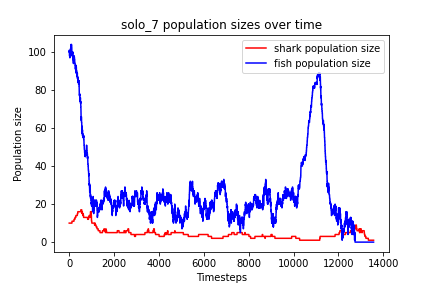 solo_7 population sizes over time
shark population size
fish population size
Population size
100
80
60
40
20
0
0 2000 4000 6000 8000 10000 12000 14000
Timesteps